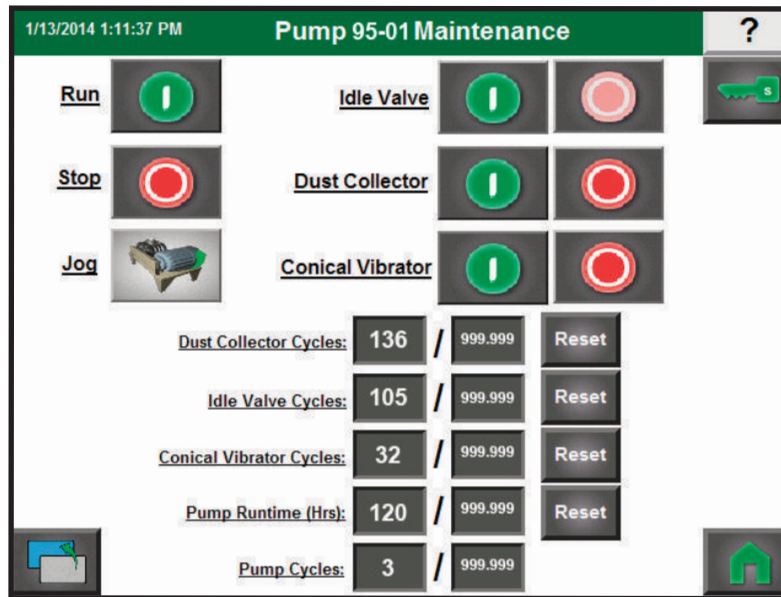 1/13/2014 1:11:37 PM Pump 95-01 Maintenance ?
Run Idle Valve S
Stop Dust Collector
Jog Conical Vibrator
Dust Collector Cycles: 136 / 999.999 Reset
Idle Valve Cycles: 105 / 999.999 Reset
Conical Vibrator Cycles: 32 / 999.999 Reset
Pump Runtime (Hrs): 120 / 999.999 Reset
Pump Cycles: 3 / 999.999